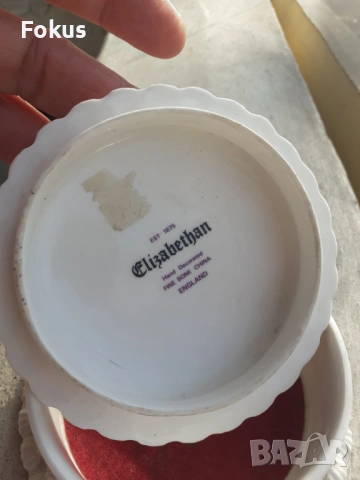 Fokus
EST 1875
Elizabethan
Hand Decorated
FINE BONE CHINA
ENGLAND
BAZAR